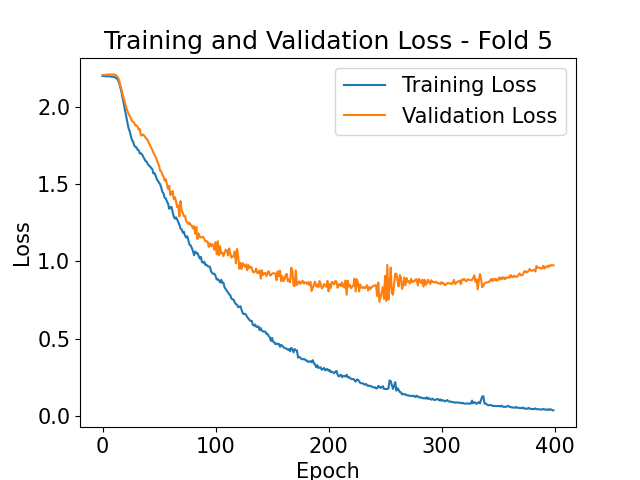 Training and Validation Loss - Fold 5
Training Loss
Validation Loss
Loss
2.0
1.5
1.0
0.5
0.0
0
100
200
300
400
Epoch